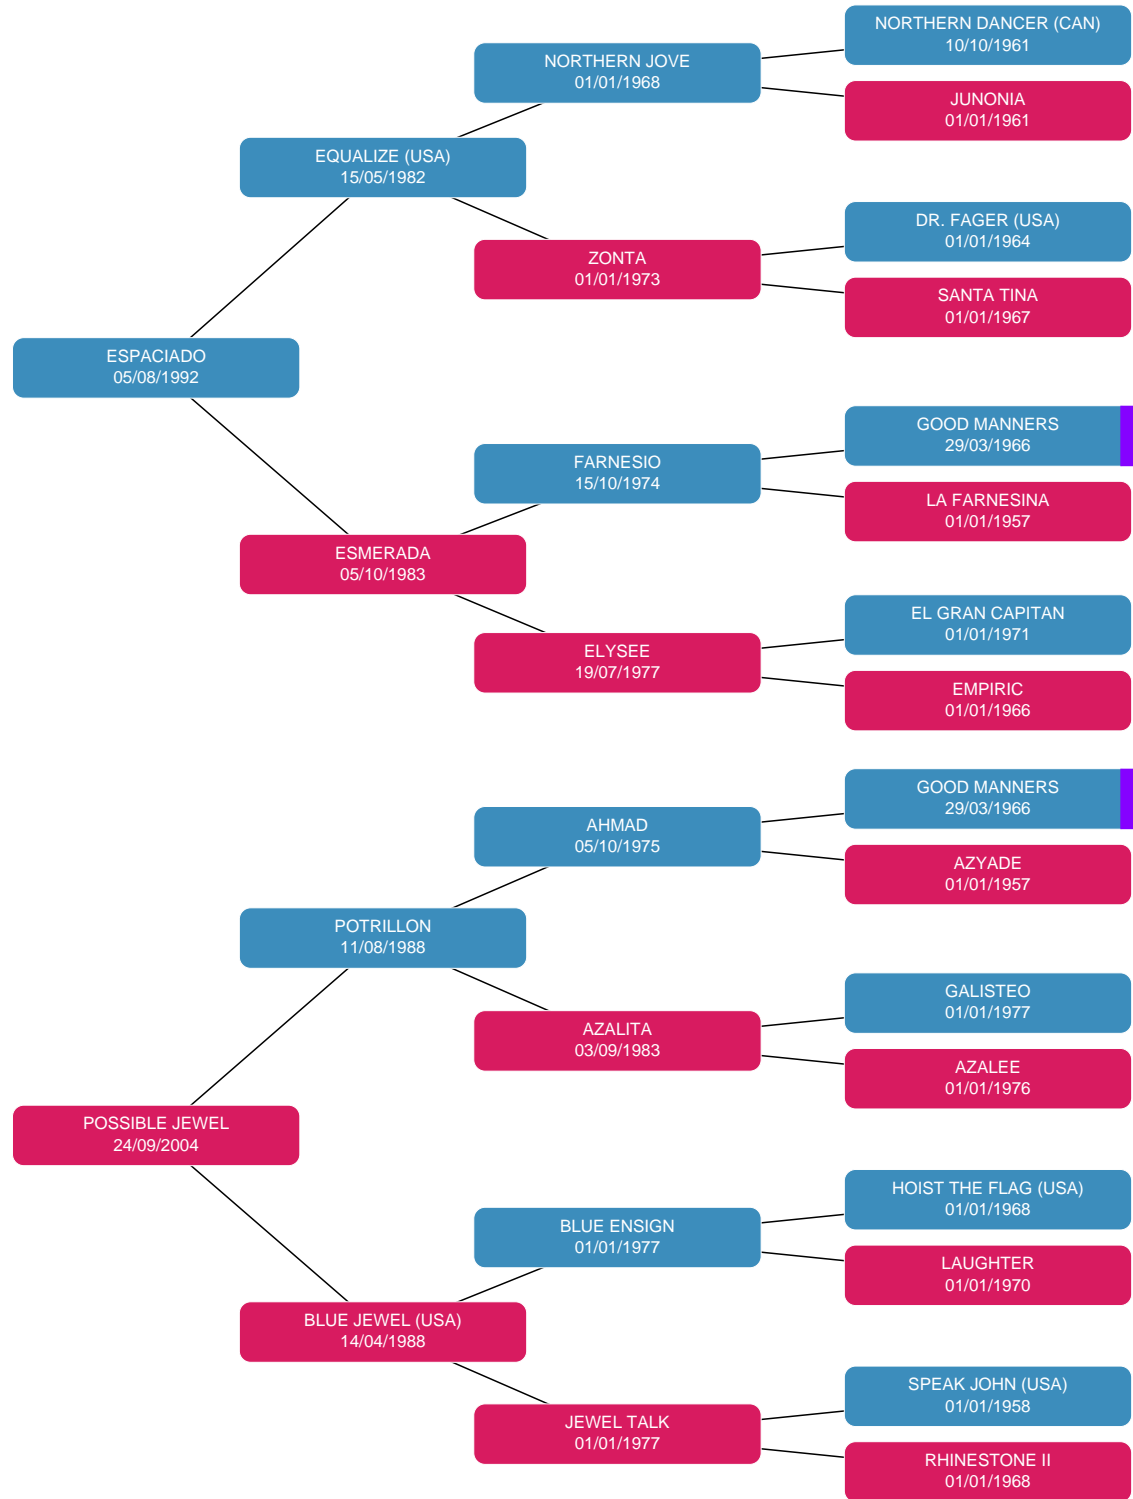 NORTHERN DANCER (CAN)
10/10/1961
NORTHERN JOVE
01/01/1968
JUNONIA
01/01/1961
EQUALIZE (USA)
15/05/1982
DR. FAGER (USA)
01/01/1964
ZONTA
01/01/1973
SANTA TINA
01/01/1967
ESPACIADO
05/08/1992
GOOD MANNERS
29/03/1966
FARNESIO
15/10/1974
LA FARNESINA
01/01/1957
ESMERADA
05/10/1983
EL GRAN CAPITAN
01/01/1971
ELYSEE
19/07/1977
EMPIRIC
01/01/1966
GOOD MANNERS
29/03/1966
AHMAD
05/10/1975
AZYADE
01/01/1957
POTRILLON
11/08/1988
GALISTEO
01/01/1977
AZALITA
03/09/1983
AZALEE
01/01/1976
POSSIBLE JEWEL
24/09/2004
HOIST THE FLAG (USA)
01/01/1968
BLUE ENSIGN
01/01/1977
LAUGHTER
01/01/1970
BLUE JEWEL (USA)
14/04/1988
SPEAK JOHN (USA)
01/01/1958
JEWEL TALK
01/01/1977
RHINESTONE II
01/01/1968